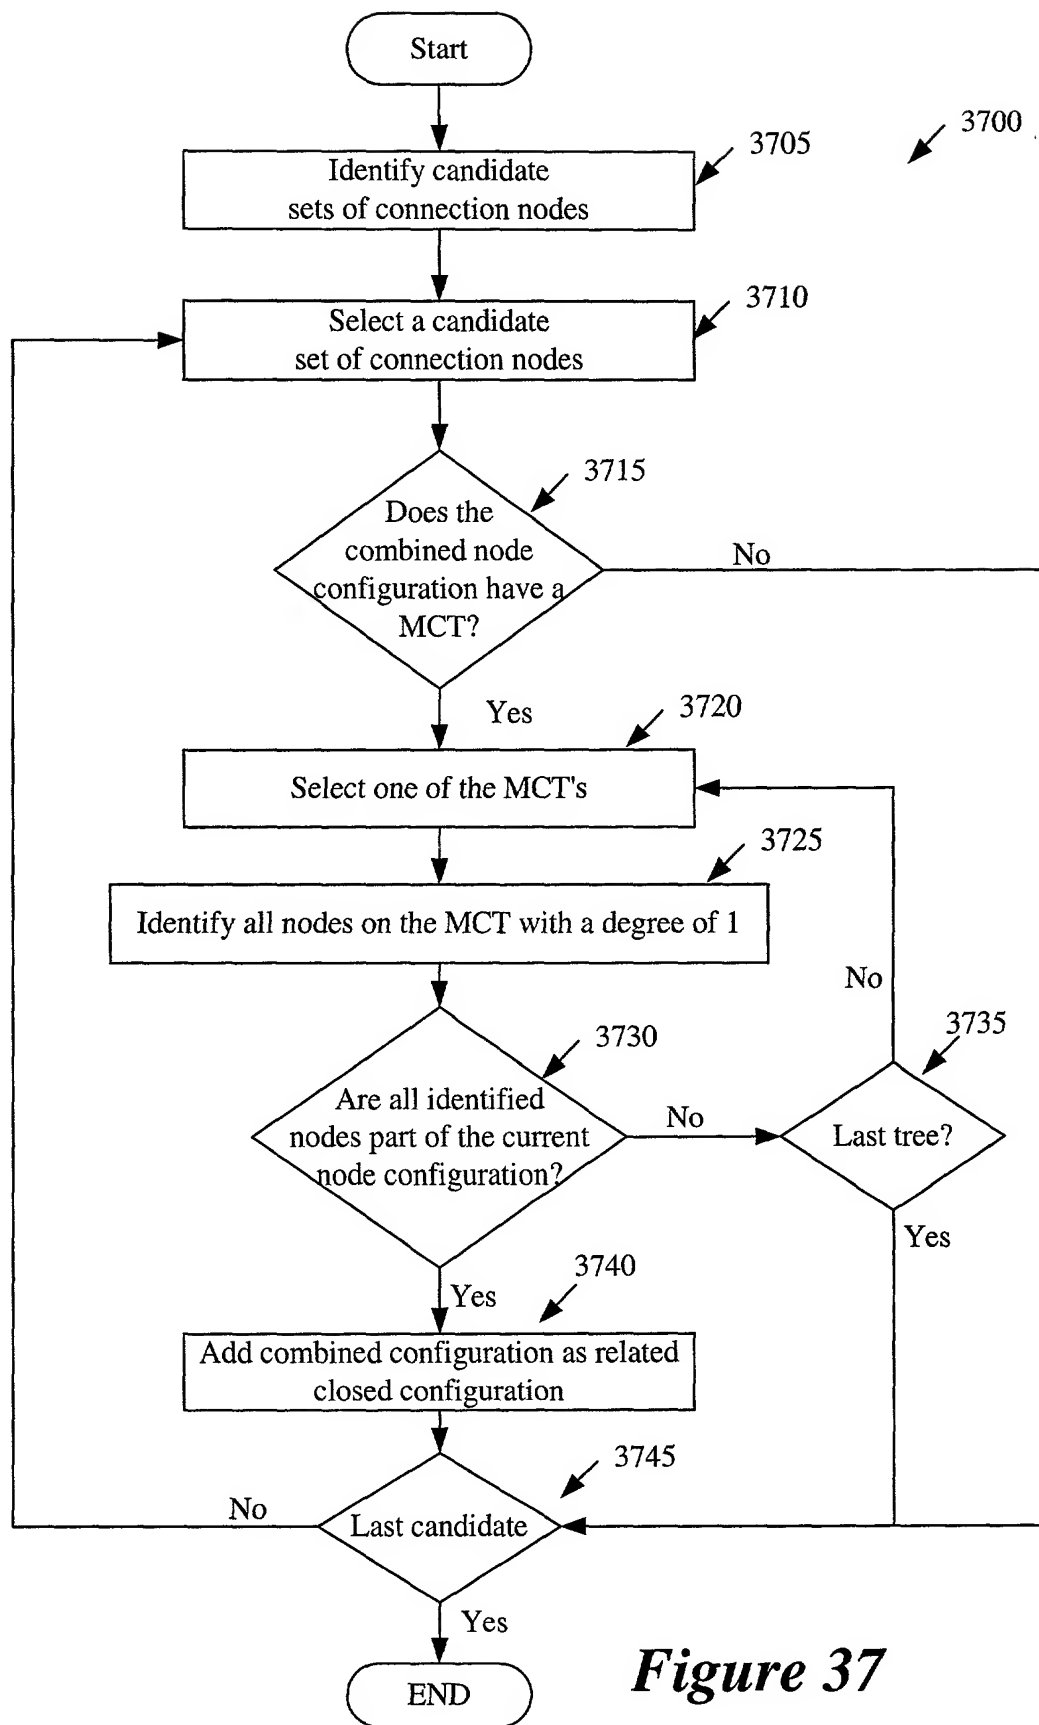 Start
3700
3705
Identify candidate
sets of connection nodes
3710
Select a candidate
set of connection nodes
3715
Does the
combined node
configuration have a
MCT?
No
Yes
3720
Select one of the MCT's
3725
Identify all nodes on the MCT with a degree of 1
No
3730
3735
Are all identified
nodes part of the current
node configuration?
No
Last tree?
Yes
3740
Yes
Add combined configuration as related
closed configuration
3745
No
Last candidate
Yes
END
Figure 37